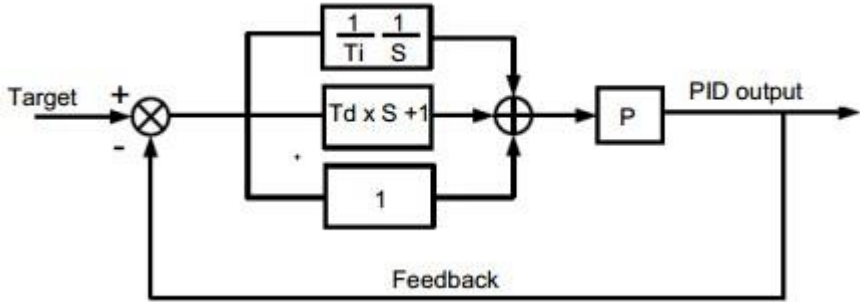 1 1
Ti S
Target
+
-
Td x S +1
P
PID output
1
Feedback